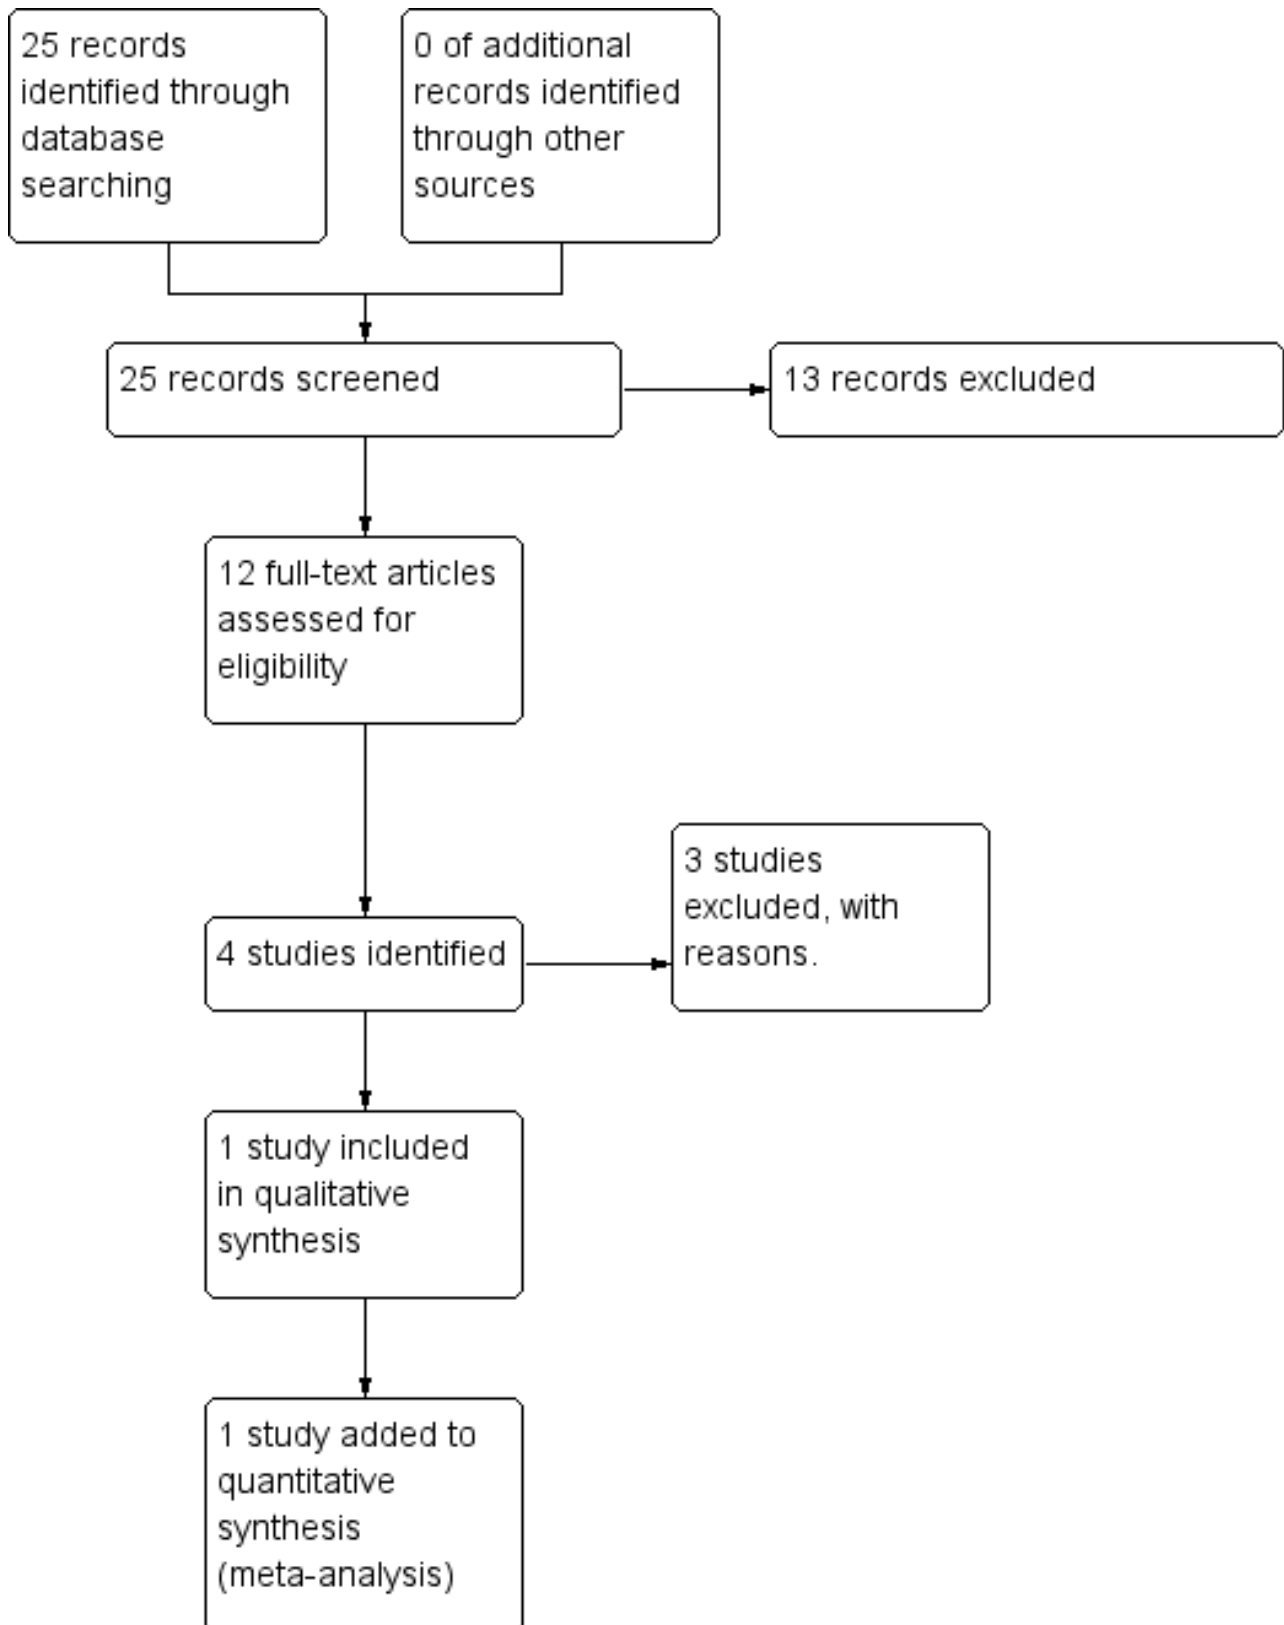 25 records
identified through
database
searching
0 of additional
records identified
through other
sources
25 records screened
13 records excluded
12 full-text articles
assessed for
eligibility
3 studies
excluded, with
reasons.
4 studies identified
1 study included
in qualitative
synthesis
1 study added to
quantitative
synthesis
(meta-analysis)